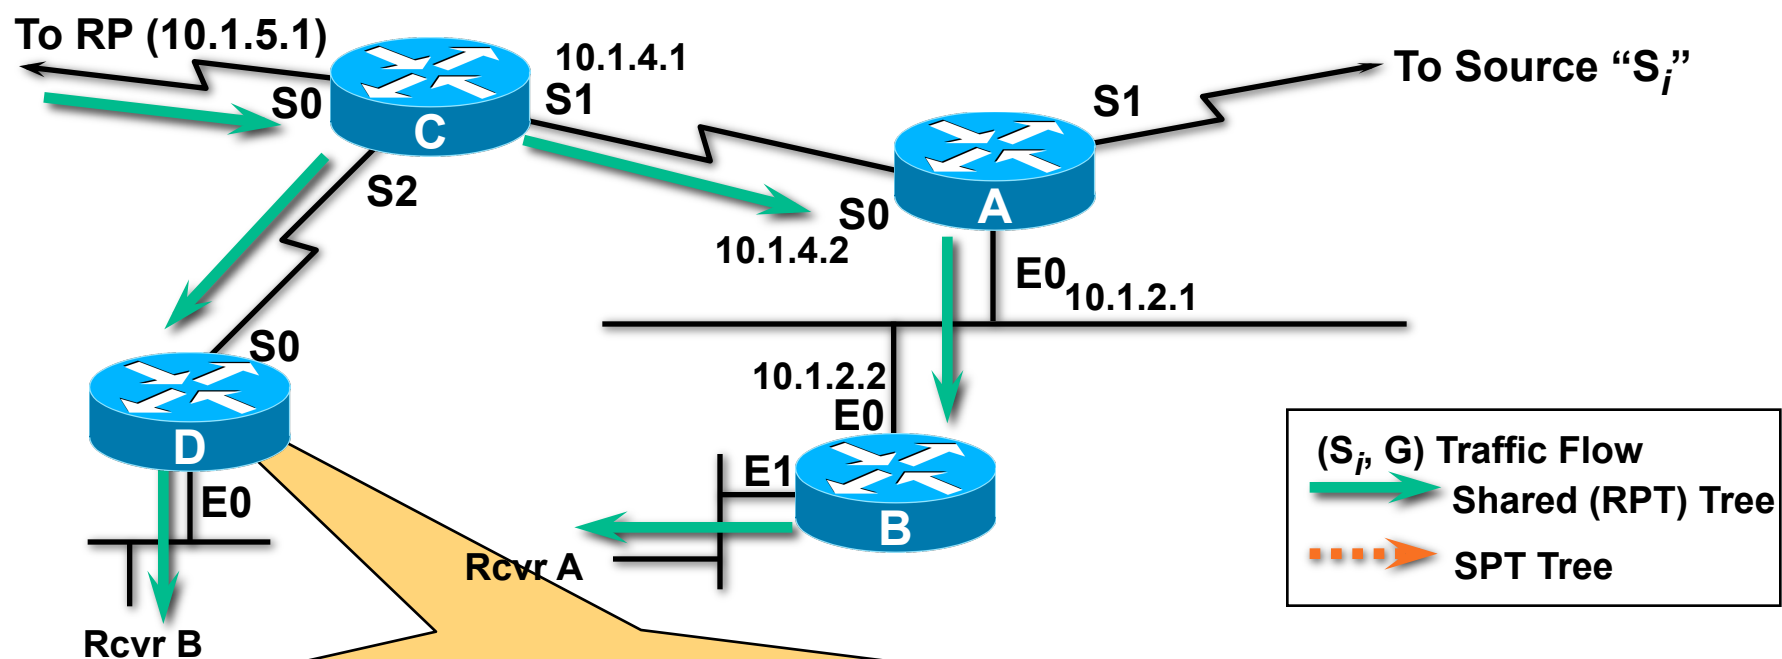 To RP (10.1.5.1)
10.1.4.1
To Source “Si”
S0
S1
S1
C
A
S2
S0
10.1.4.2
E0
10.1.2.1
S0
10.1.2.2
E0
D
(Si, G) Traffic Flow
E1
Shared (RPT) Tree
E0
B
Rcvr A
SPT Tree
Rcvr B